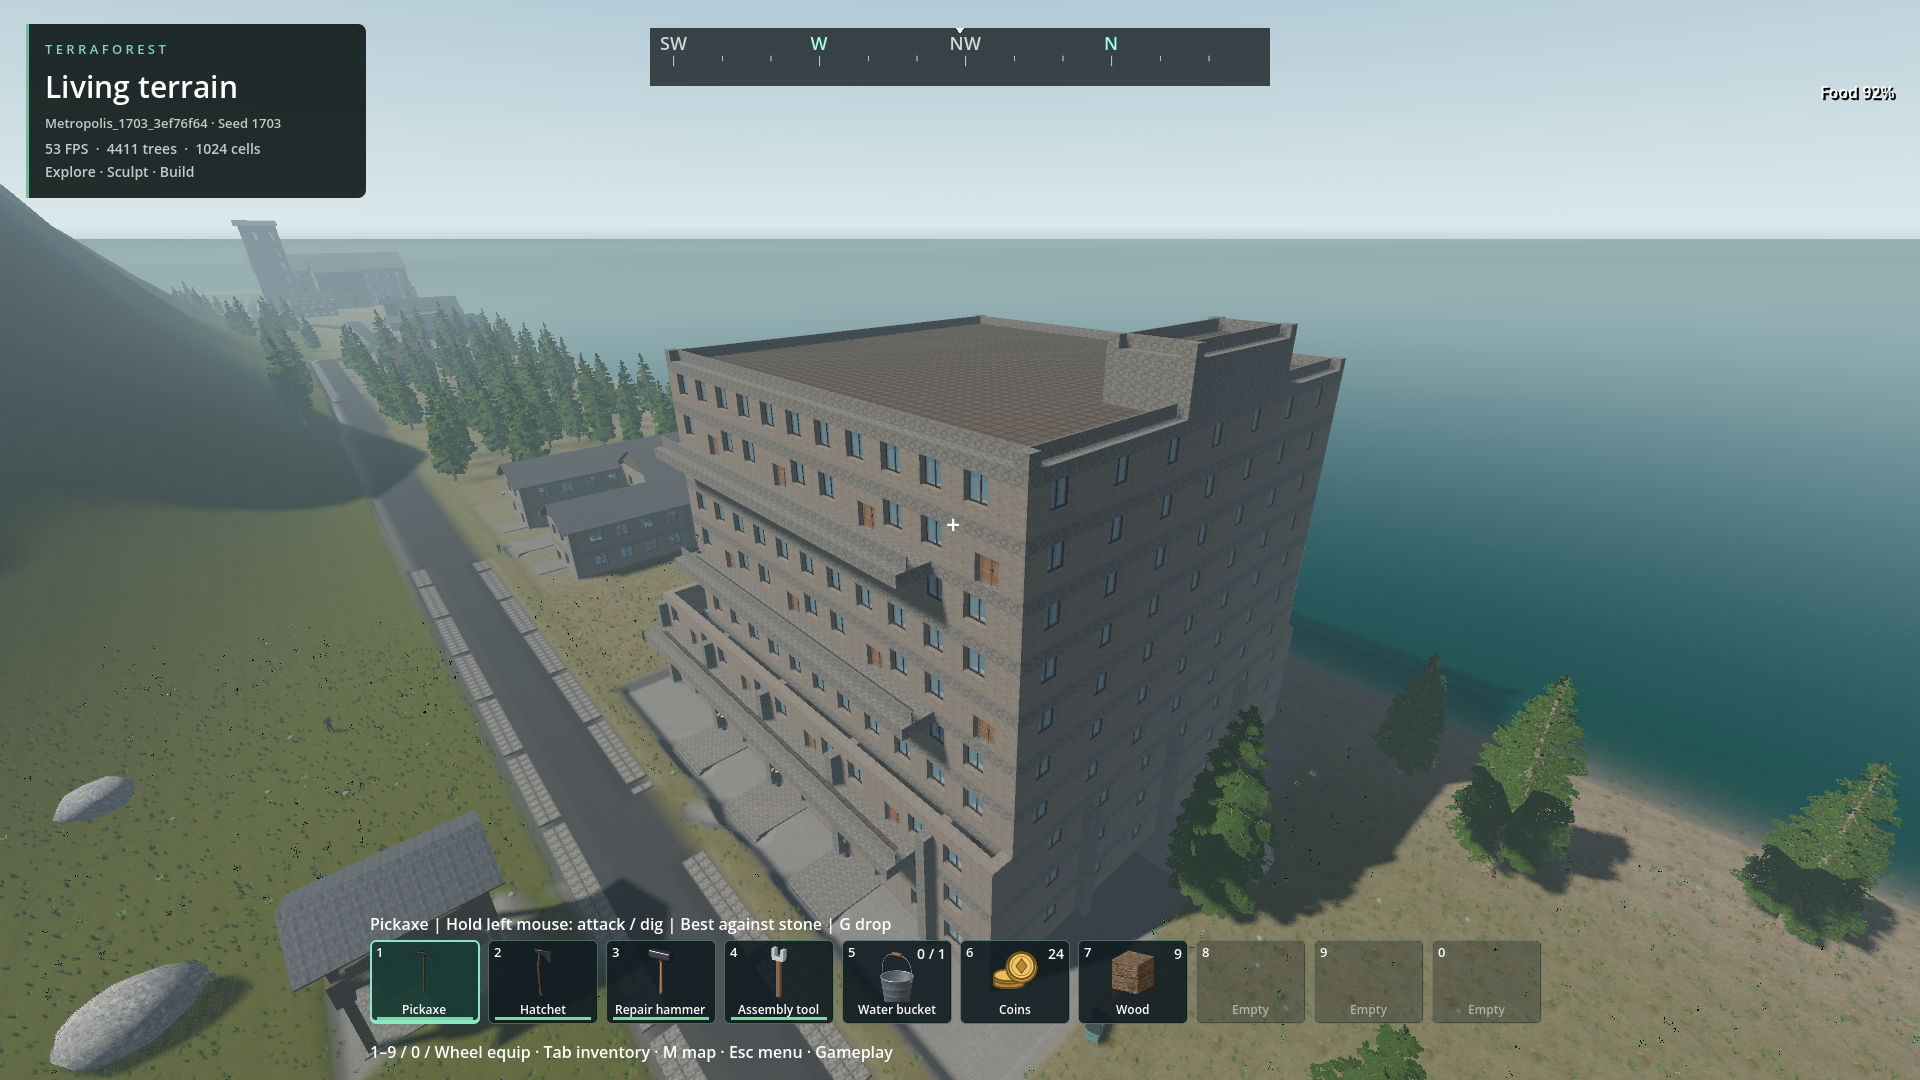 TERRAFOREST
Living terrain
Metropolis_1703_3ef76f64 · Seed 1703
53 FPS · 4411 trees · 1024 cells
Explore · Sculpt · Build
SW W NW N
Food 92%
Pickaxe | Hold left mouse: attack / dig | Best against stone | G drop
1 2 3 4 5 0 / 1 6 24 7 9 8 9 0
Pickaxe Hatchet Repair hammer Assembly tool Water bucket Coins Wood Empty Empty Empty
1–9 / 0 / Wheel equip · Tab inventory · M map · Esc menu · Gameplay